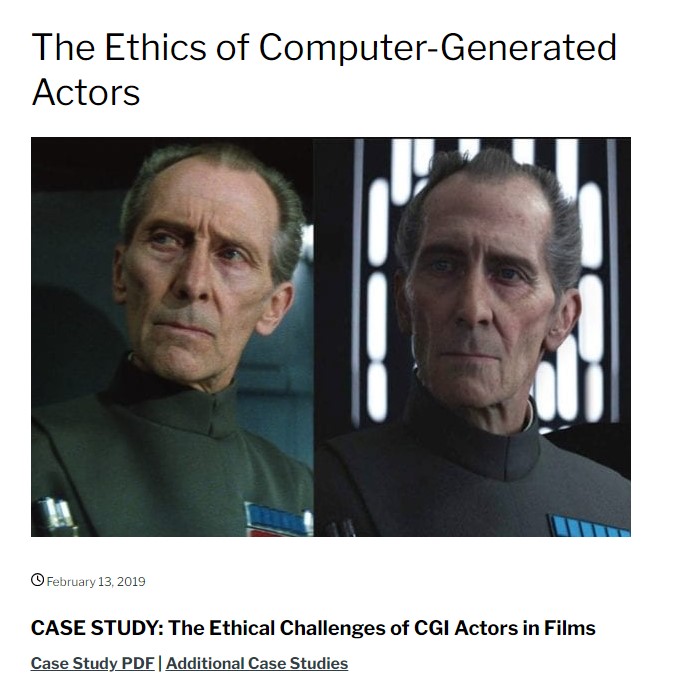 The Ethics of Computer-Generated
Actors
February 13, 2019
CASE STUDY: The Ethical Challenges of CGI Actors in Films
Case Study PDF | Additional Case Studies